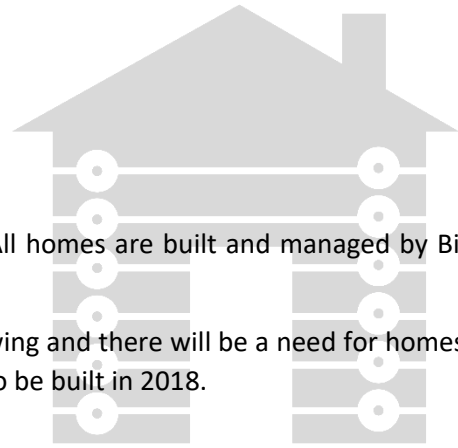 All homes are built and managed by Bi
ing and there will be a need for homes
o be built in 2018.